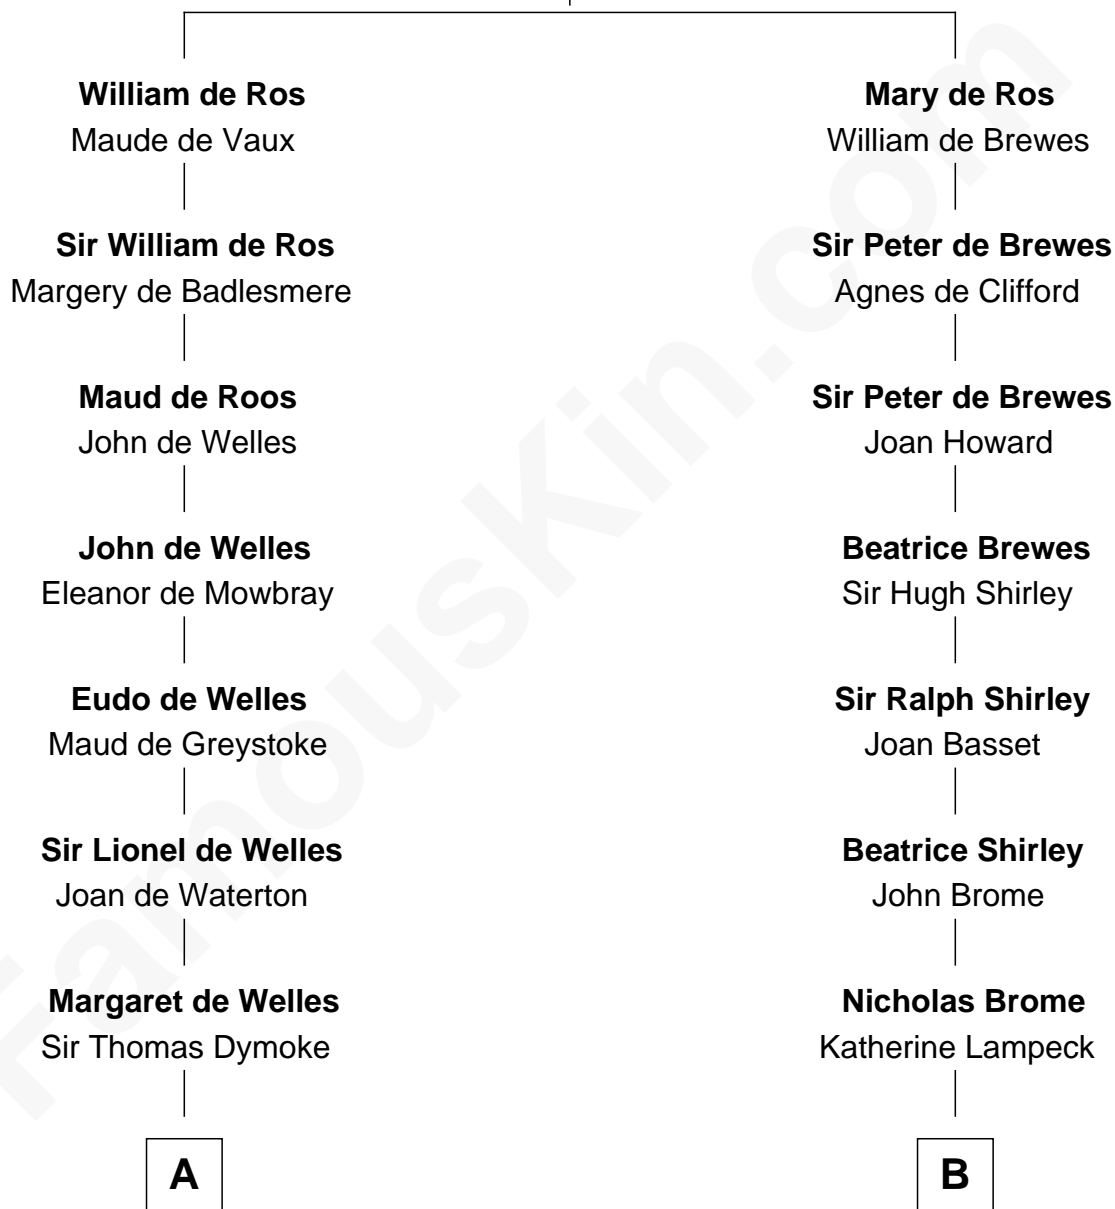 William de Ros
Maude de Vaux
Sir William de Ros
Margery de Badlesmere
Maud de Roos
John de Welles
John de Welles
Eleanor de Mowbray
Eudo de Welles
Maud de Greystoke
Sir Lionel de Welles
Joan de Waterton
Margaret de Welles
Sir Thomas Dymoke
A
Mary de Ros
William de Brewes
Sir Peter de Brewes
Agnes de Clifford
Sir Peter de Brewes
Joan Howard
Beatrice Brewes
Sir Hugh Shirley
Sir Ralph Shirley
Joan Basset
Beatrice Shirley
John Brome
Nicholas Brome
Katherine Lampeck
B
FamousKin.com